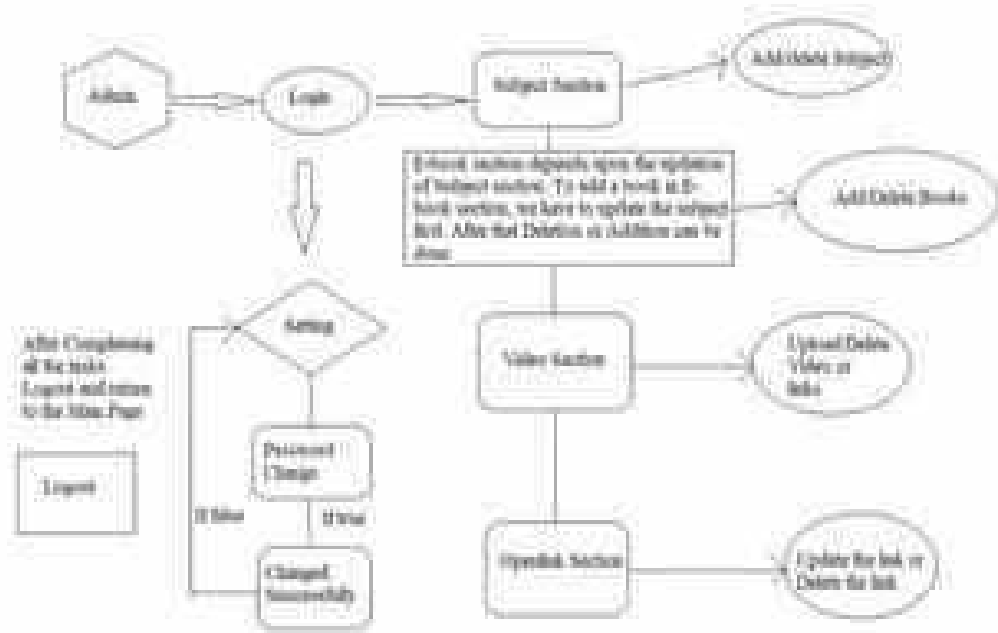 Admin
Login
Subject Section
Add/delete Subject
E-book section depends upon the updation
of Subject section. To add a book in E-
book section, we have to update the subject
first. After that Deletion or Addition can be
done
Add/Delete Books
Setting
After Completing
all the tasks
Logout and return
to the Main Page
Video Section
Upload/Delete
Video or
links
Password
Change
Logout
If false
If true
Changed
Successfully
Openlink Section
Update the link or
Delete the link